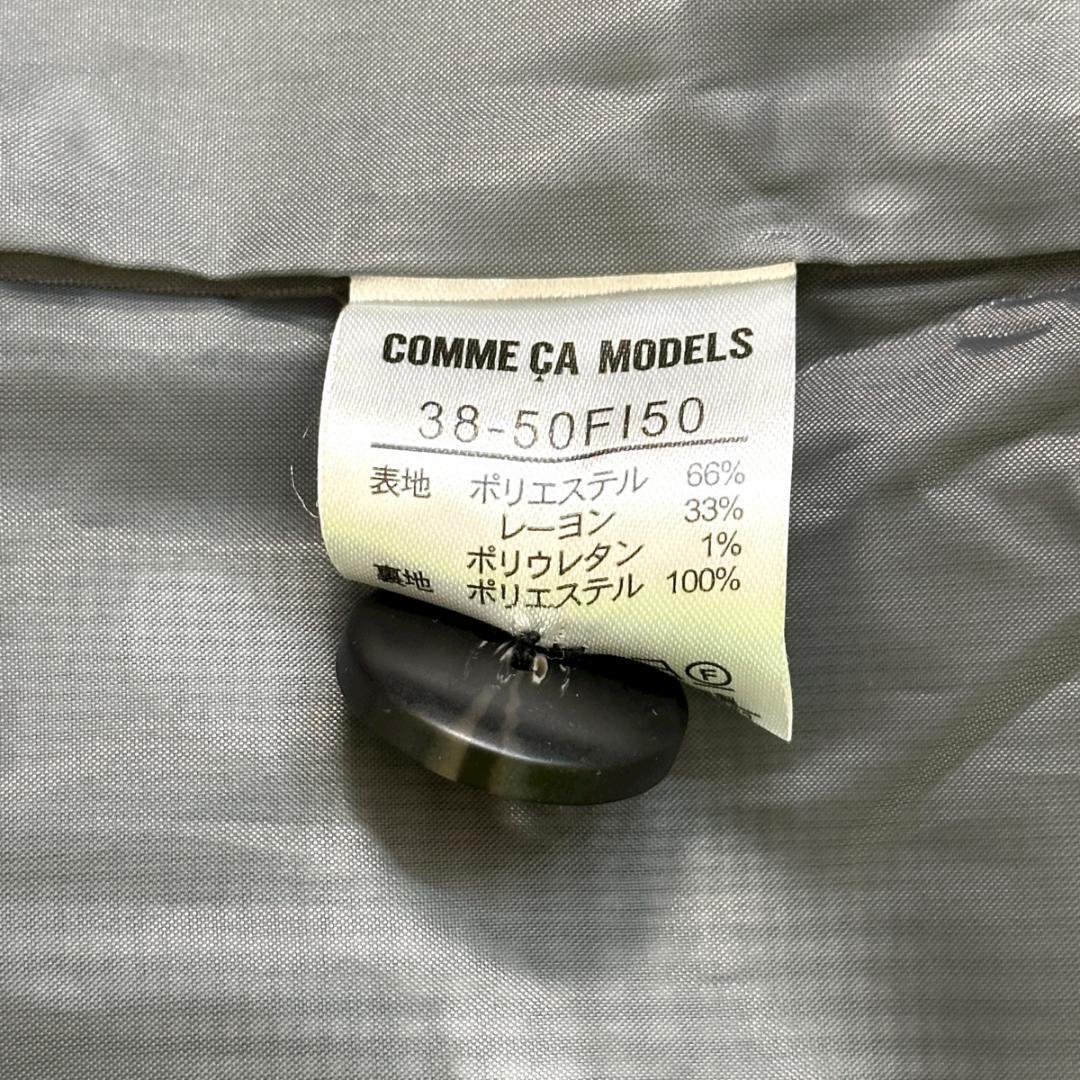 COMME ÇA MODELS
38-50FI50
表地 ポリエステル 66%
レーヨン 33%
ポリウレタン 1%
裏地 ポリエステル 100%
F